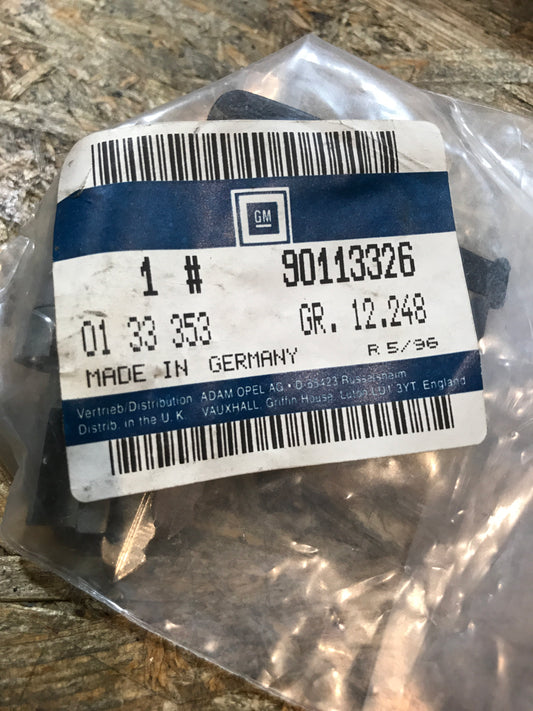 GM
1 # 90113326
01 33 353 GR. 12.248
MADE IN GERMANY R 5/96
Vertrieb/Distribution ADAM OPEL AG • D-65423 Rüsselsheim
Distrib. in the U. K. VAUXHALL. Griffin House. Luton LU1 3YT. England